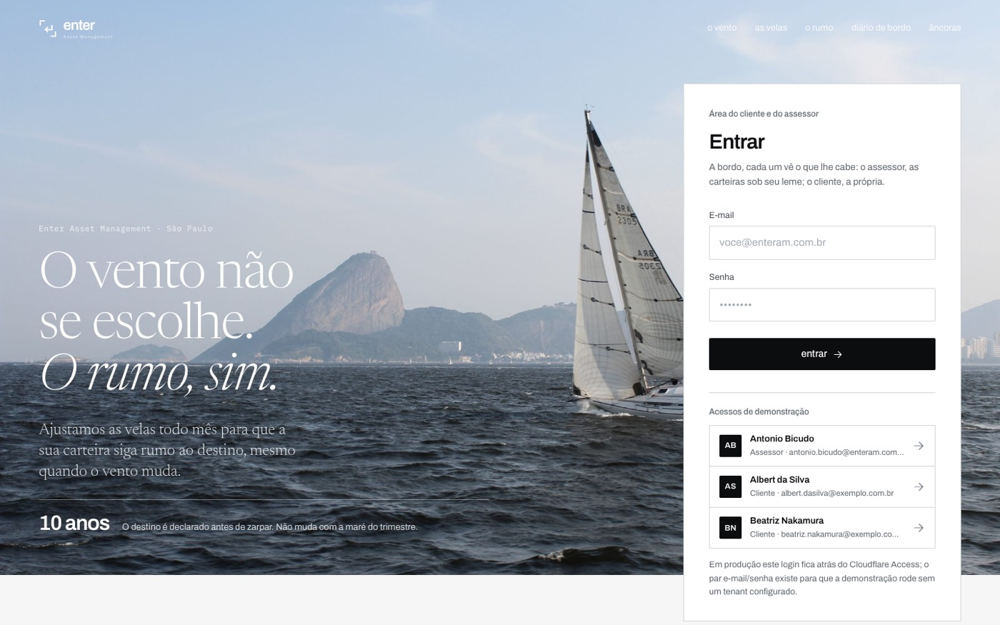 enter
Asset Management
o vento
as velas
o rumo
diário de bordo
âncoras
Enter Asset Management · São Paulo
O vento não
se escolhe.
O rumo, sim.
Ajustamos as velas todo mês para que a
sua carteira siga rumo ao destino, mesmo
quando o vento muda.
10 anos
O destino é declarado antes de zarpar. Não muda com a maré do trimestre.
BRA
2305
BRA
2305
Área do cliente e do assessor
Entrar
A bordo, cada um vê o que lhe cabe: o assessor, as
carteiras sob seu leme; o cliente, a própria.
E-mail
voce@enteram.com.br
Senha
••••••••
entrar →
Acessos de demonstração
AB
Antonio Bicudo
Assessor · antonio.bicudo@enteram.com...
AS
Albert da Silva
Cliente · albert.dasilva@exemplo.com.br
BN
Beatriz Nakamura
Cliente · beatriz.nakamura@exemplo.co...
Em produção este login fica atrás do Cloudflare Access; o
par e-mail/senha existe para que a demonstração rode sem
um tenant configurado.